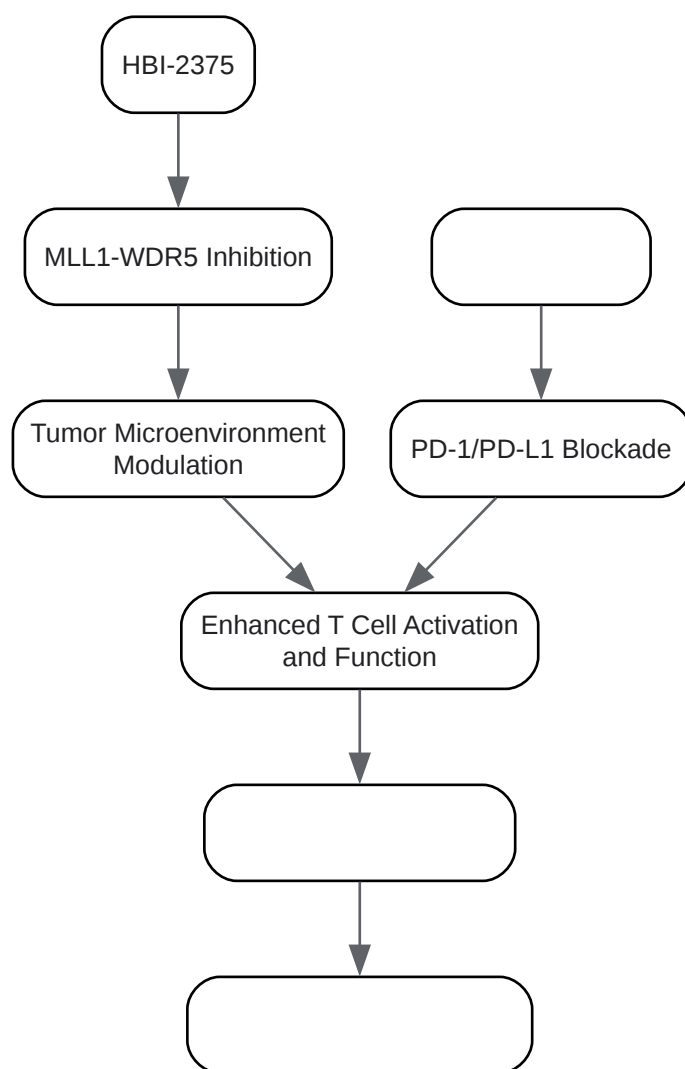 HBI-2375
MLL1-WDR5 Inhibition
Tumor Microenvironment
Modulation
PD-1/PD-L1 Blockade
Enhanced T Cell Activation
and Function